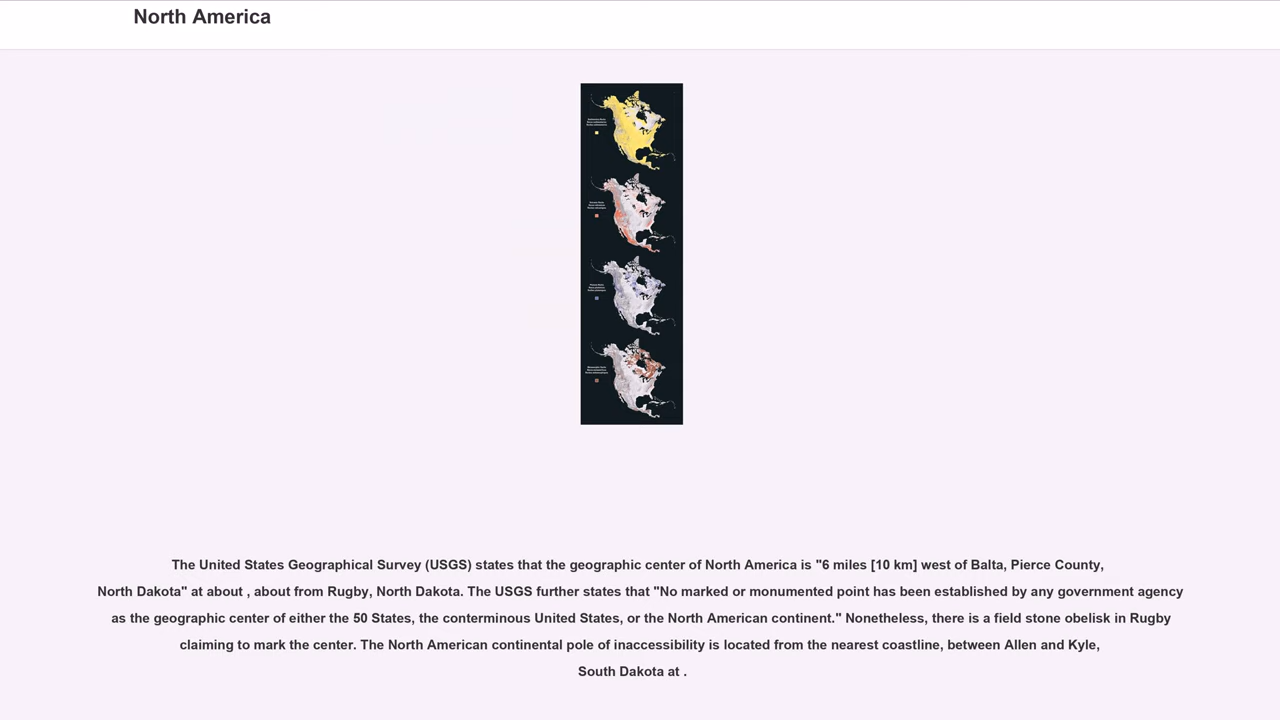 North America
The United States Geographical Survey (USGS) states that the geographic center of North America is "6 miles [10 km] west of Balta, Pierce County,
North Dakota" at about , about from Rugby, North Dakota. The USGS further states that "No marked or monumented point has been established by any government agency
as the geographic center of either the 50 States, the conterminous United States, or the North American continent." Nonetheless, there is a field stone obelisk in Rugby
claiming to mark the center. The North American continental pole of inaccessibility is located from the nearest coastline, between Allen and Kyle,
South Dakota at .